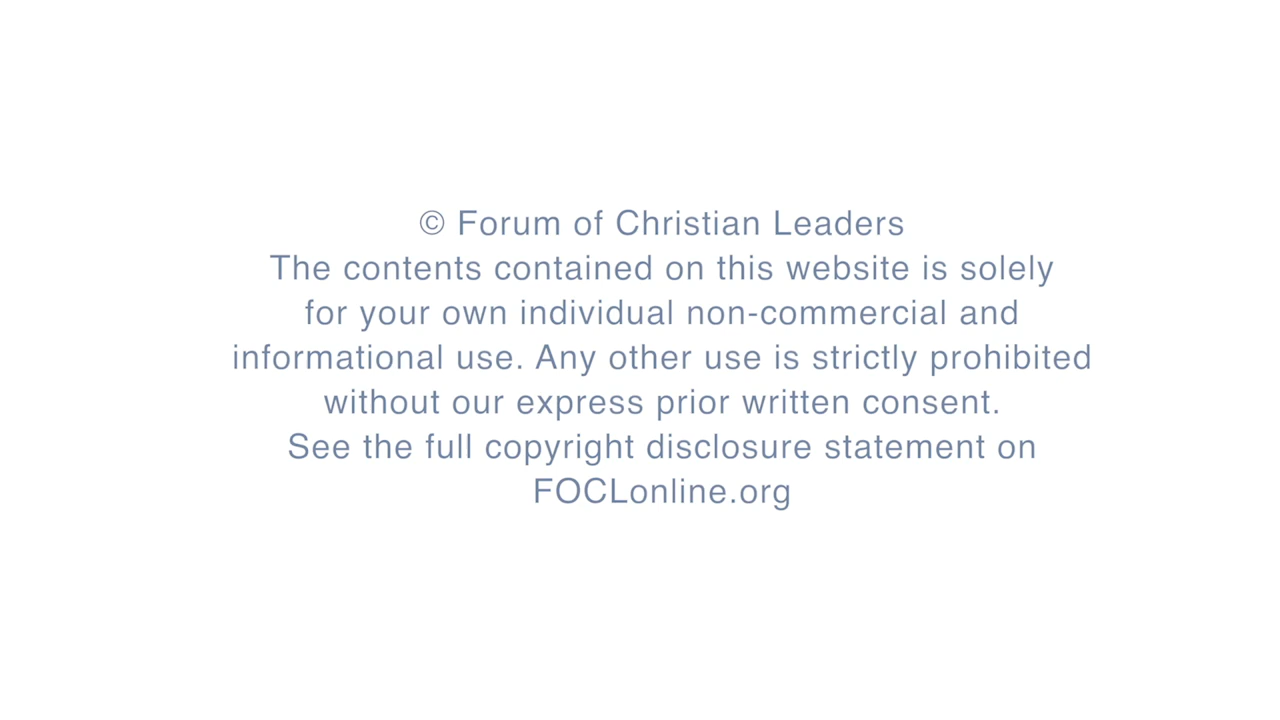 © Forum of Christian Leaders
The contents contained on this website is solely
for your own individual non-commercial and
informational use. Any other use is strictly prohibited
without our express prior written consent.
See the full copyright disclosure statement on
FOCLonline.org